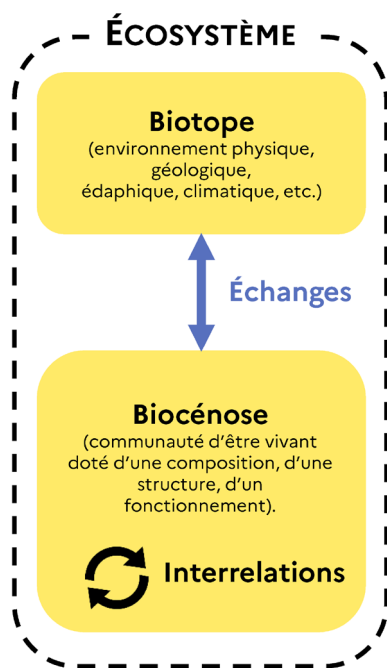 ÉCOSYSTÈME
Biotope
(environnement physique,
géologique,
édaphique, climatique, etc.)
Échanges
Biocénose
(communauté d'être vivant
doté d'une composition, d'une
structure, d'un
fonctionnement).
Interrelations